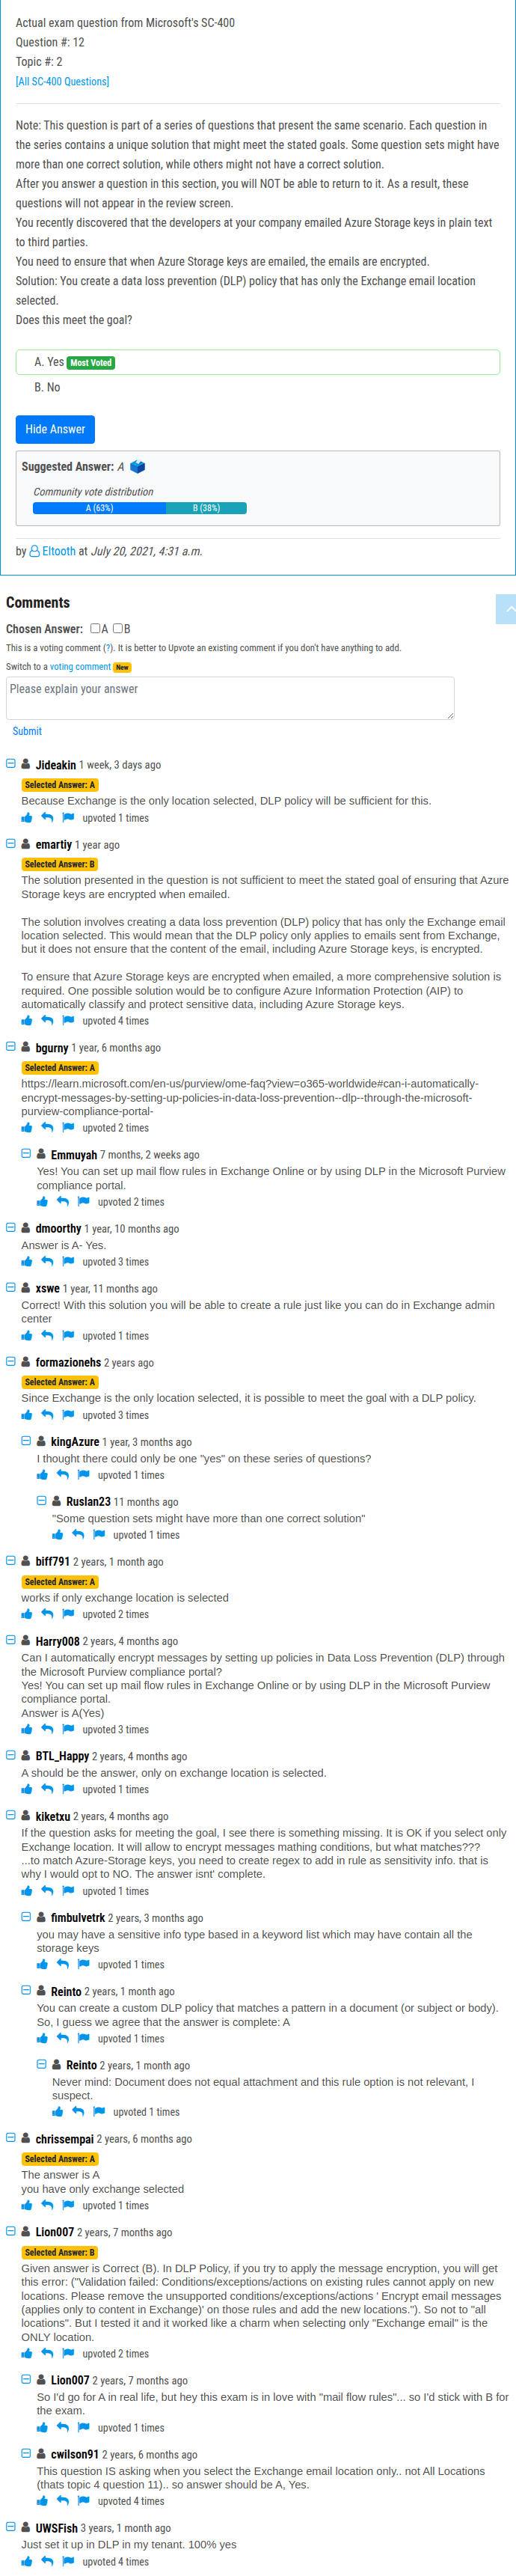 Actual exam question from Microsoft's SC-400
Question #: 12
Topic #: 2
[All SC-400 Questions]
Note: This question is part of a series of questions that present the same scenario. Each question in
the series contains a unique solution that might meet the stated goals. Some question sets might have
more than one correct solution, while others might not have a correct solution.
After you answer a question in this section, you will NOT be able to return to it. As a result, these
questions will not appear in the review screen.
You recently discovered that the developers at your company emailed Azure Storage keys in plain text
to third parties.
You need to ensure that when Azure Storage keys are emailed, the emails are encrypted.
Solution: You create a data loss prevention (DLP) policy that has only the Exchange email location
selected.
Does this meet the goal?
A. Yes Most Voted
B. No
Hide Answer
Suggested Answer: A
Community vote distribution
A (63%) B (38%)
by Eltooth at July 20, 2021, 4:31 a.m.
Comments
Chosen Answer: A B
This is a voting comment (?). It is better to Upvote an existing comment if you don't have anything to add.
Switch to a voting comment New
Please explain your answer
Submit
Jideakin 1 week, 3 days ago
Selected Answer: A
Because Exchange is the only location selected, DLP policy will be sufficient for this.
upvoted 1 times
emartiy 1 year ago
Selected Answer: B
The solution presented in the question is not sufficient to meet the stated goal of ensuring that Azure
Storage keys are encrypted when emailed.
The solution involves creating a data loss prevention (DLP) policy that has only the Exchange email
location selected. This would mean that the DLP policy only applies to emails sent from Exchange,
but it does not ensure that the content of the email, including Azure Storage keys, is encrypted.
To ensure that Azure Storage keys are encrypted when emailed, a more comprehensive solution is
required. One possible solution would be to configure Azure Information Protection (AIP) to
automatically classify and protect sensitive data, including Azure Storage keys.
upvoted 4 times
bgurny 1 year, 6 months ago
Selected Answer: A
https://learn.microsoft.com/en-us/purview/ome-faq?view=o365-worldwide#can-i-automatically-
encrypt-messages-by-setting-up-policies-in-data-loss-prevention--dlp--through-the-microsoft-
purview-compliance-portal-
upvoted 2 times
Emmuyah 7 months, 2 weeks ago
Yes! You can set up mail flow rules in Exchange Online or by using DLP in the Microsoft Purview
compliance portal.
upvoted 2 times
dmoorthy 1 year, 10 months ago
Answer is A- Yes.
upvoted 3 times
xswe 1 year, 11 months ago
Correct! With this solution you will be able to create a rule just like you can do in Exchange admin
center
upvoted 1 times
formazionehs 2 years ago
Selected Answer: A
Since Exchange is the only location selected, it is possible to meet the goal with a DLP policy.
upvoted 3 times
kingAzure 1 year, 3 months ago
I thought there could only be one "yes" on these series of questions?
upvoted 1 times
Ruslan23 11 months ago
"Some question sets might have more than one correct solution"
upvoted 1 times
biff791 2 years, 1 month ago
Selected Answer: A
works if only exchange location is selected
upvoted 2 times
Harry008 2 years, 4 months ago
Can I automatically encrypt messages by setting up policies in Data Loss Prevention (DLP) through
the Microsoft Purview compliance portal?
Yes! You can set up mail flow rules in Exchange Online or by using DLP in the Microsoft Purview
compliance portal.
Answer is A(Yes)
upvoted 3 times
BTL_Happy 2 years, 4 months ago
A should be the answer, only on exchange location is selected.
upvoted 1 times
kiketxu 2 years, 4 months ago
If the question asks for meeting the goal, I see there is something missing. It is OK if you select only
Exchange location. It will allow to encrypt messages mathing conditions, but what matches???
...to match Azure-Storage keys, you need to create regex to add in rule as sensitivity info. that is
why I would opt to NO. The answer isnt' complete.
upvoted 1 times
fimbulvetrk 2 years, 3 months ago
you may have a sensitive info type based in a keyword list which may have contain all the
storage keys
upvoted 1 times
Reinto 2 years, 1 month ago
You can create a custom DLP policy that matches a pattern in a document (or subject or body).
So, I guess we agree that the answer is complete: A
upvoted 1 times
Reinto 2 years, 1 month ago
Never mind: Document does not equal attachment and this rule option is not relevant, I
suspect.
upvoted 1 times
chrissempai 2 years, 6 months ago
Selected Answer: A
The answer is A
you have only exchange selected
upvoted 1 times
Lion007 2 years, 7 months ago
Selected Answer: B
Given answer is Correct (B). In DLP Policy, if you try to apply the message encryption, you will get
this error: ("Validation failed: Conditions/exceptions/actions on existing rules cannot apply on new
locations. Please remove the unsupported conditions/exceptions/actions ' Encrypt email messages
(applies only to content in Exchange)' on those rules and add the new locations."). So not to "all
locations". But I tested it and it worked like a charm when selecting only "Exchange email" is the
ONLY location.
upvoted 2 times
Lion007 2 years, 7 months ago
So I'd go for A in real life, but hey this exam is in love with "mail flow rules"... so I'd stick with B for
the exam.
upvoted 1 times
cwilson91 2 years, 6 months ago
This question IS asking when you select the Exchange email location only.. not All Locations
(thats topic 4 question 11).. so answer should be A, Yes.
upvoted 4 times
UWSFish 3 years, 1 month ago
Just set it up in DLP in my tenant. 100% yes
upvoted 4 times